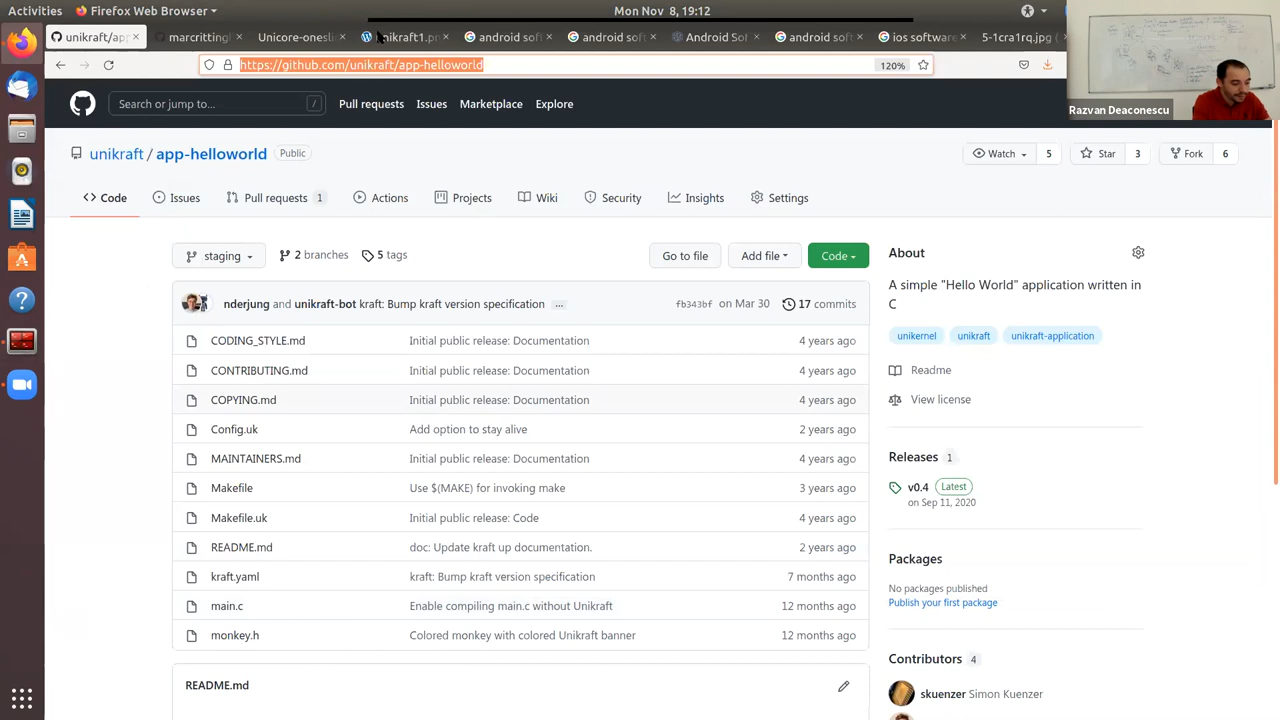 Activities
Firefox Web Browser
Mon Nov 8, 19:12
unikraft/app
marcritting
Unicore-onesli
unikraft1.p
android sof
android sof
Android Sof
android sof
ios software
5-1cra1rq.jpg
https://github.com/unikraft/app-helloworld
120%
Razvan Deaconescu
Search or jump to...
/
Pull requests
Issues
Marketplace
Explore
unikraft / app-helloworld
Public
Watch
5
Star
3
Fork
6
Code
Issues
Pull requests
1
Actions
Projects
Wiki
Security
Insights
Settings
staging
2 branches
5 tags
Go to file
Add file
Code
About
A simple "Hello World" application written in
C
nderjung and unikraft-bot kraft: Bump kraft version specification
...
fb343bf
on Mar 30
17 commits
unikernel
unikraft
unikraft-application
CODING_STYLE.md
Initial public release: Documentation
4 years ago
CONTRIBUTING.md
Initial public release: Documentation
4 years ago
Readme
COPYING.md
Initial public release: Documentation
4 years ago
View license
Config.uk
Add option to stay alive
2 years ago
MAINTAINERS.md
Initial public release: Documentation
4 years ago
Releases 1
Makefile
Use $(MAKE) for invoking make
3 years ago
v0.4
Latest
on Sep 11, 2020
Makefile.uk
Initial public release: Code
4 years ago
README.md
doc: Update kraft up documentation.
2 years ago
Packages
kraft.yaml
kraft: Bump kraft version specification
7 months ago
No packages published
Publish your first package
main.c
Enable compiling main.c without Unikraft
12 months ago
monkey.h
Colored monkey with colored Unikraft banner
12 months ago
Contributors 4
README.md
skuenzer Simon Kuenzer